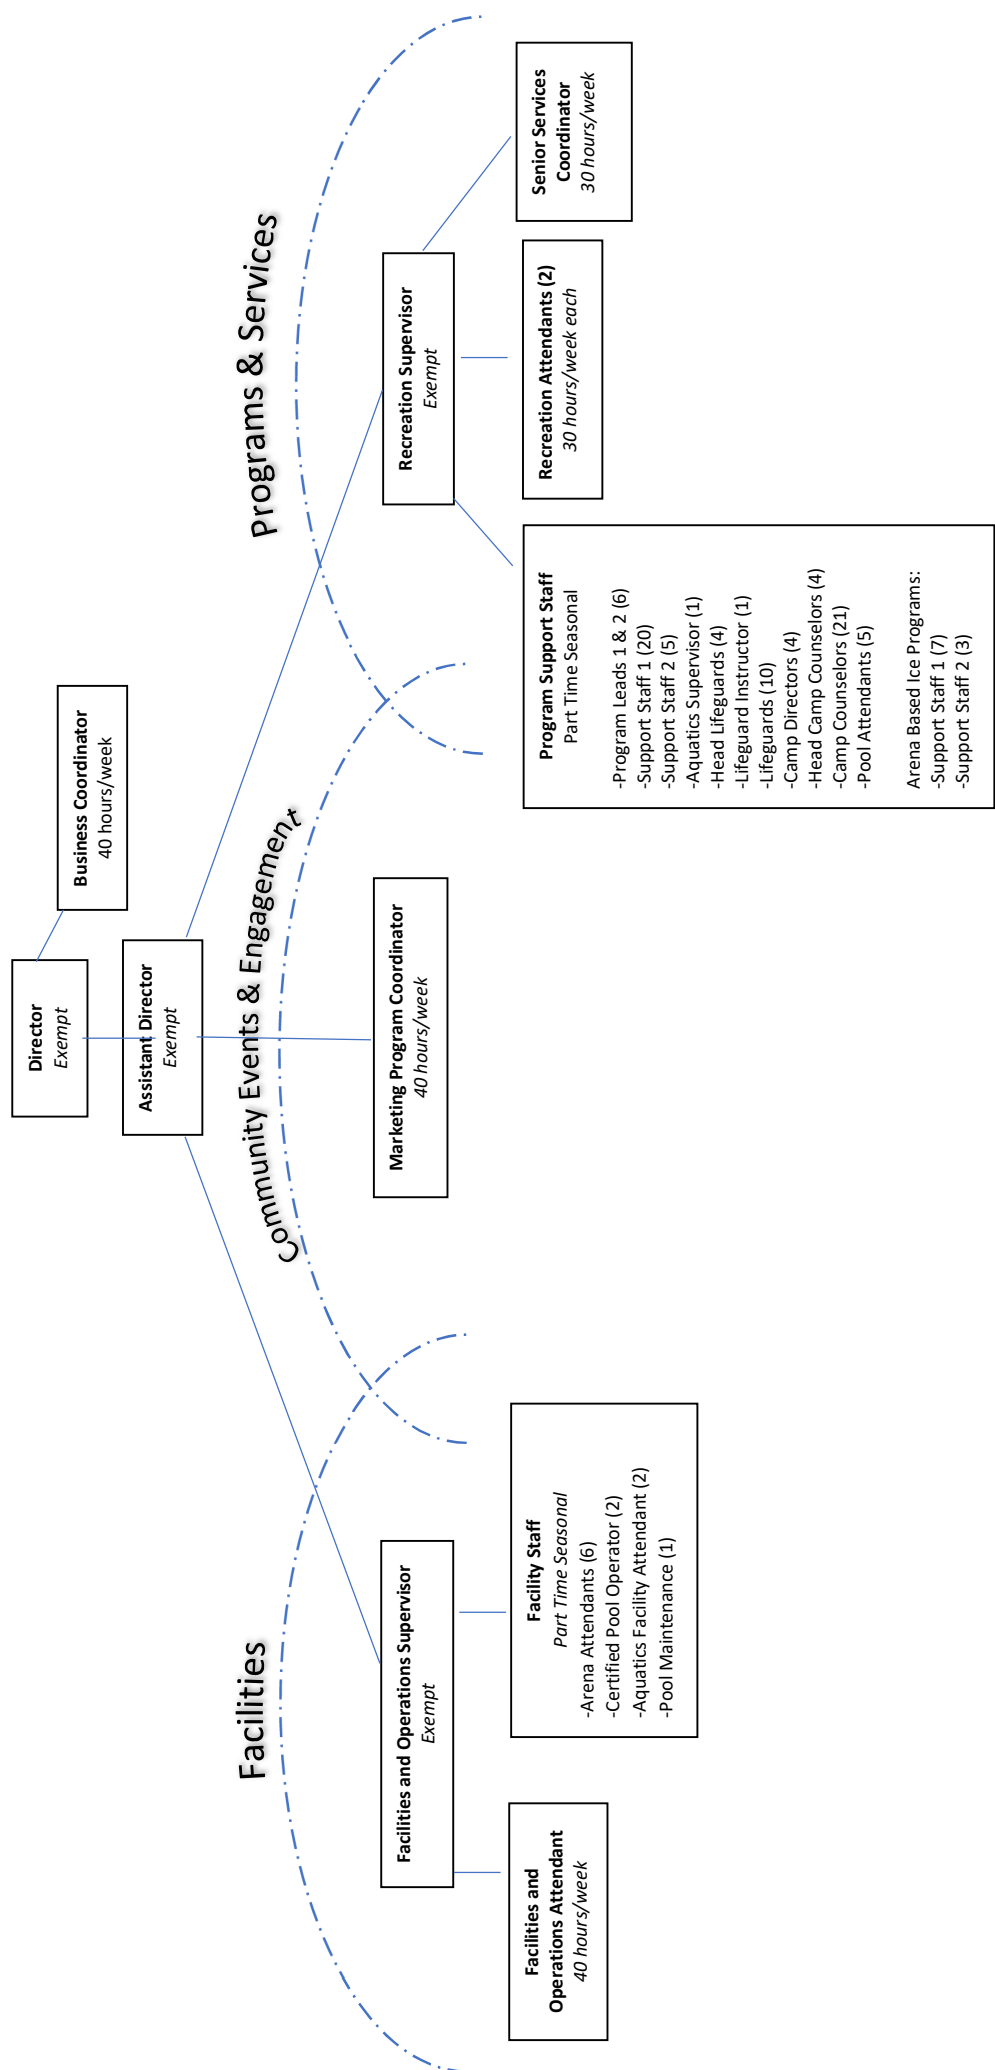 Director
Exempt
Business Coordinator
40 hours/week
Assistant Director
Exempt
Facilities
Community Events & Engagement
Programs & Services
Facilities and Operations Supervisor
Exempt
Marketing Program Coordinator
40 hours/week
Recreation Supervisor
Exempt
Facilities and
Operations Attendant
40 hours/week
Facility Staff
Part Time Seasonal
-Arena Attendants (6)
-Certified Pool Operator (2)
-Aquatics Facility Attendant (2)
-Pool Maintenance (1)
Program Support Staff
Part Time Seasonal
-Program Leads 1 & 2 (6)
-Support Staff 1 (20)
-Support Staff 2 (5)
-Aquatics Supervisor (1)
-Head Lifeguards (4)
-Lifeguard Instructor (1)
-Lifeguards (10)
-Camp Directors (4)
-Head Camp Counselors (4)
-Camp Counselors (21)
-Pool Attendants (5)
Arena Based Ice Programs:
-Support Staff 1 (7)
-Support Staff 2 (3)
Recreation Attendants (2)
30 hours/week each
Senior Services
Coordinator
30 hours/week